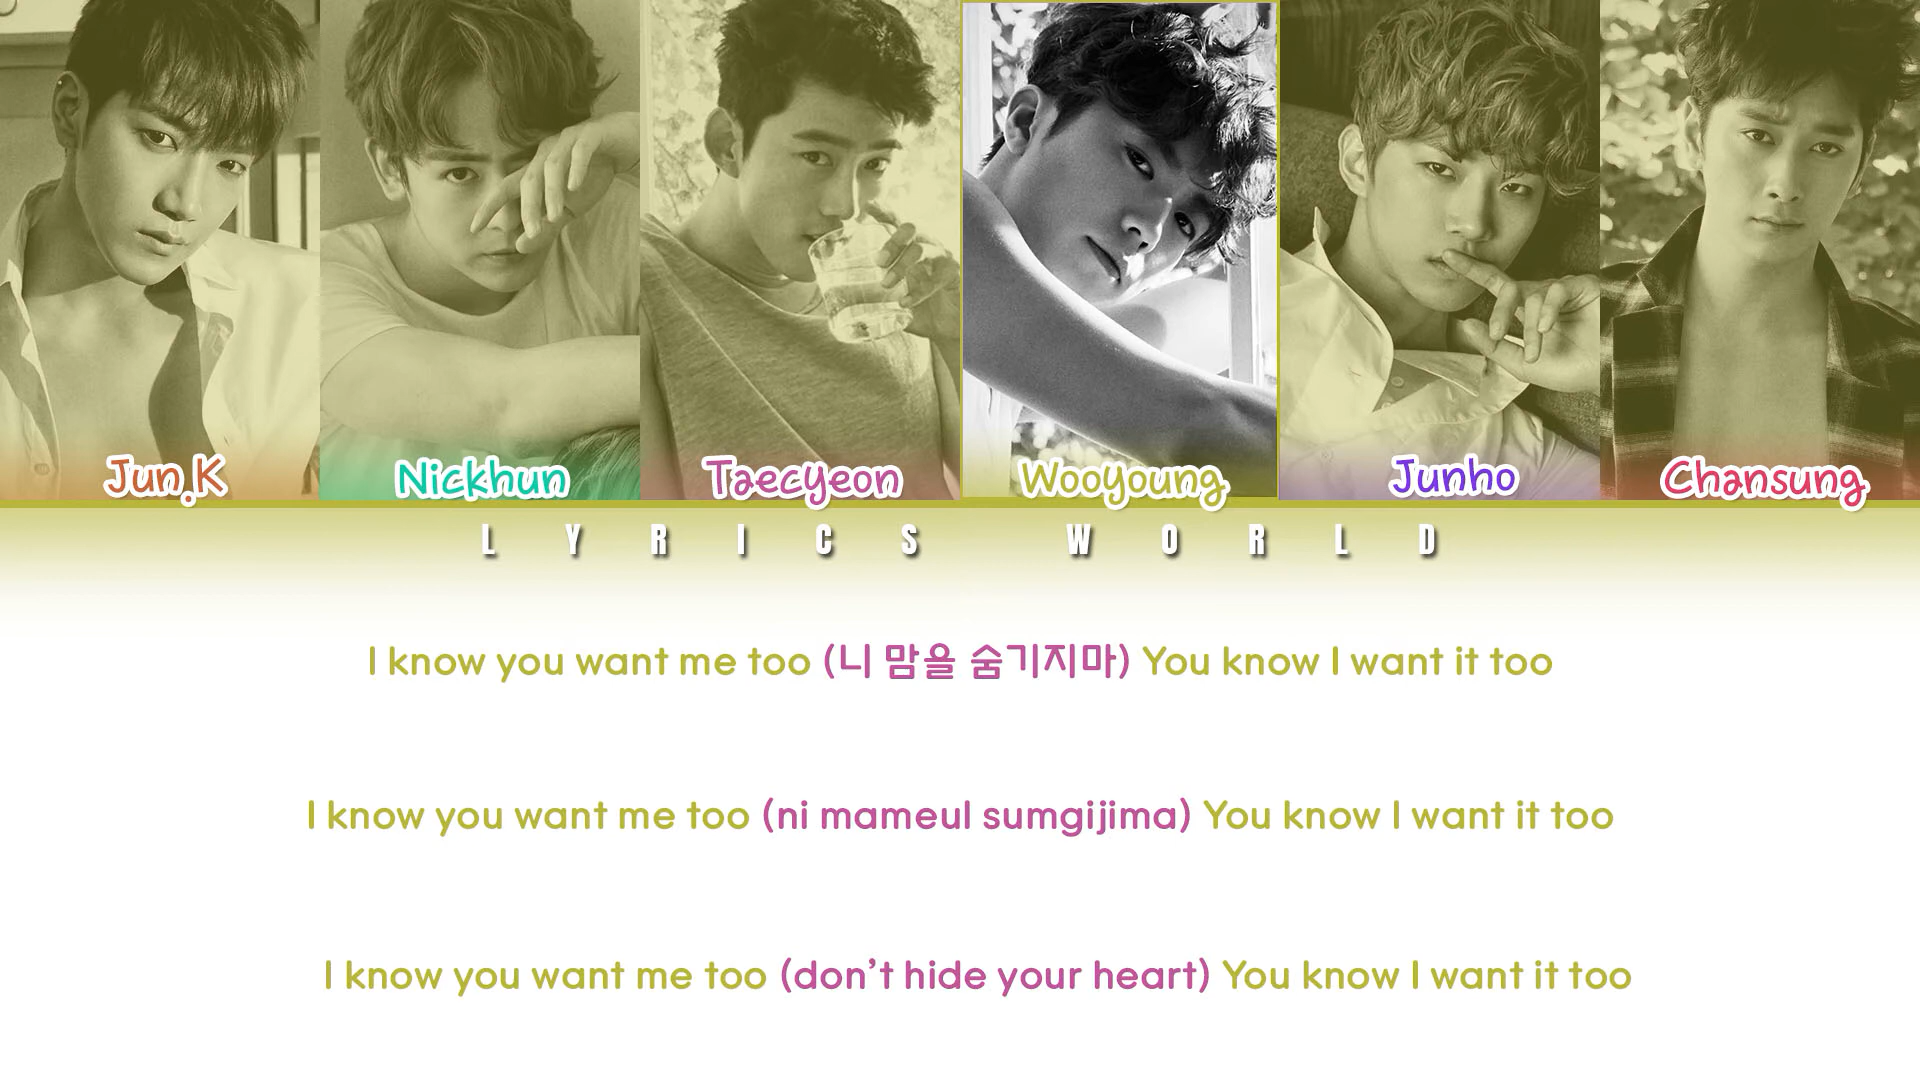 Jun.K Nickhun Taecyeon Wooyoung Junho Chansung
LYRICS WORLD
I know you want me too (니 맘을 숨기지마) You know I want it too
I know you want me too (ni mameul sumgijima) You know I want it too
I know you want me too (don’t hide your heart) You know I want it too